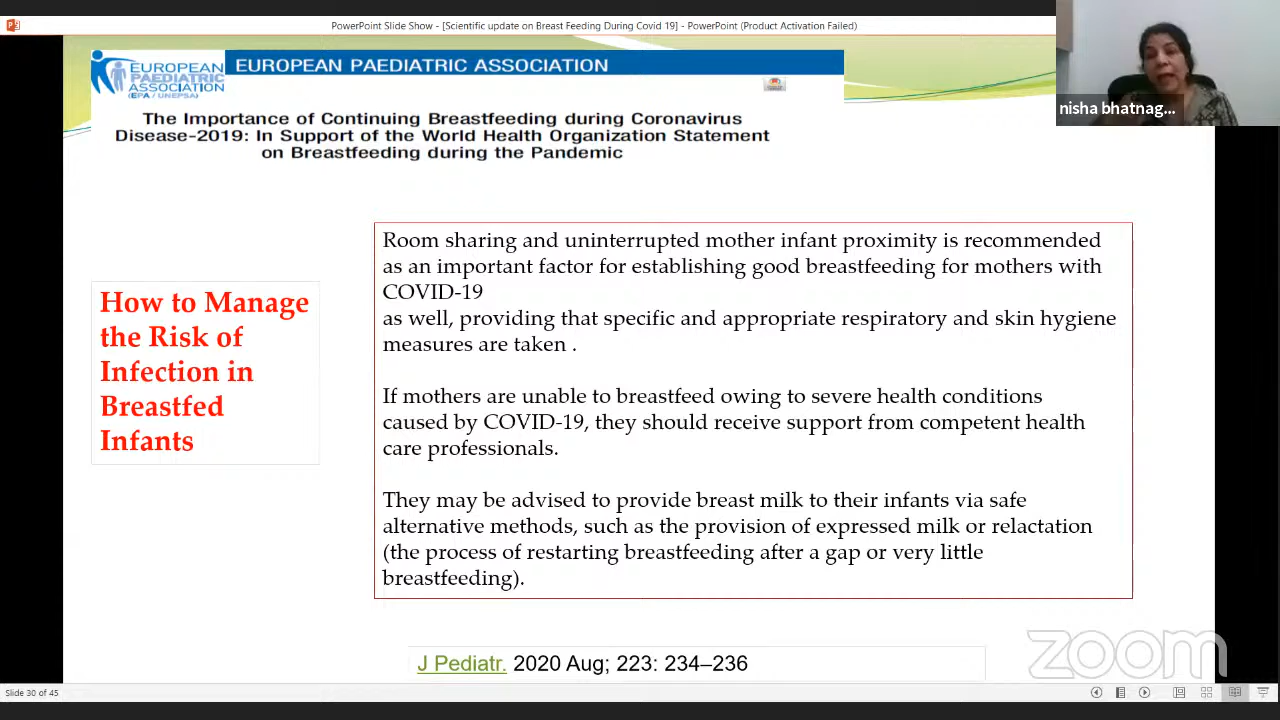 PowerPoint Slide Show - [Scientific update on Breast Feeding During Covid 19] - PowerPoint (Product Activation Failed)
nisha bhatnag...
EUROPEAN
PAEDIATRIC
ASSOCIATION
(EPA / UNEPSA)
EUROPEAN PAEDIATRIC ASSOCIATION
The Importance of Continuing Breastfeeding during Coronavirus
Disease-2019: In Support of the World Health Organization Statement
on Breastfeeding during the Pandemic
How to Manage
the Risk of
Infection in
Breastfed
Infants
Room sharing and uninterrupted mother infant proximity is recommended
as an important factor for establishing good breastfeeding for mothers with
COVID-19
as well, providing that specific and appropriate respiratory and skin hygiene
measures are taken .
If mothers are unable to breastfeed owing to severe health conditions
caused by COVID-19, they should receive support from competent health
care professionals.
They may be advised to provide breast milk to their infants via safe
alternative methods, such as the provision of expressed milk or relactation
(the process of restarting breastfeeding after a gap or very little
breastfeeding).
J Pediatr. 2020 Aug; 223: 234–236
zoom
Slide 30 of 45